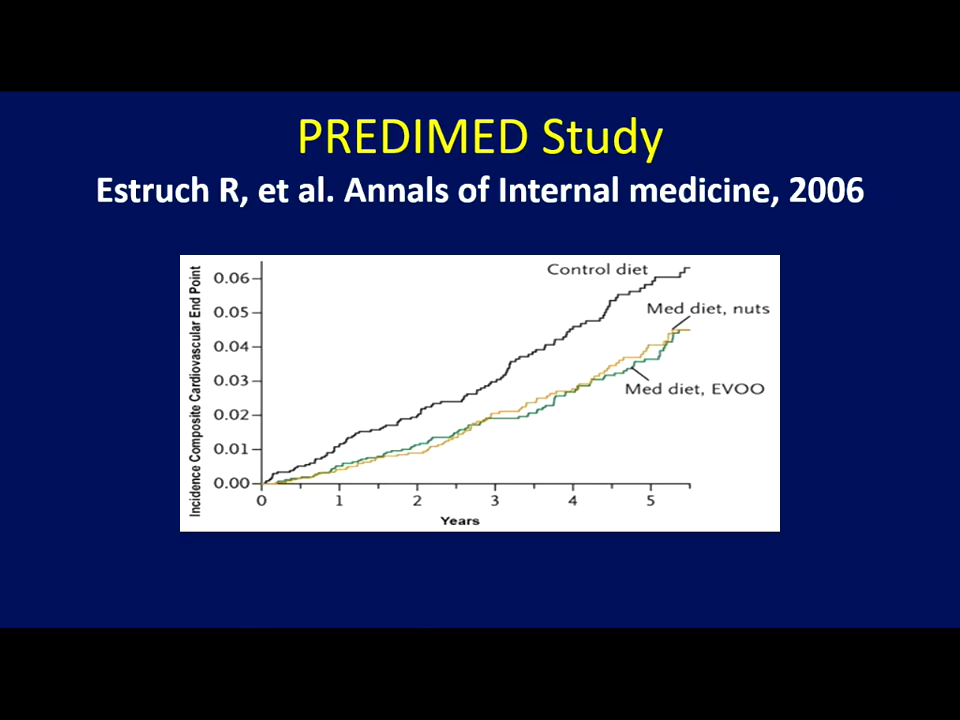 PREDIMED Study
Estruch R, et al. Annals of Internal medicine, 2006
Incidence Composite Cardiovascular End Point
0.06
0.05
0.04
0.03
0.02
0.01
0.00
Control diet
Med diet, nuts
Med diet, EVOO
0 1 2 3 4 5
Years